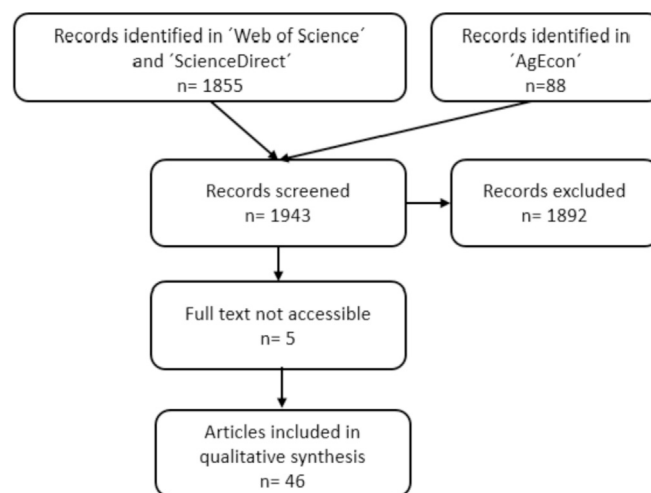 Records identified in ´Web of Science´
and ´ScienceDirect´
n= 1855
Records identified in
´AgEcon´
n=88
Records screened
n= 1943
Records excluded
n= 1892
Full text not accessible
n= 5
Articles included in
qualitative synthesis
n= 46